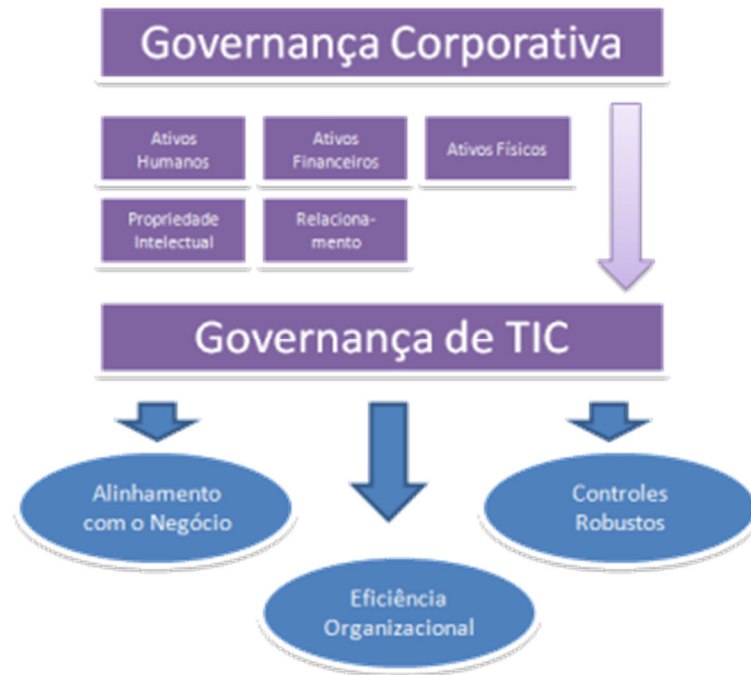 Governança Corporativa
Ativos
Humanos
Ativos
Financeiros
Ativos Físicos
Propriedade
Intelectual
Relaciona-
mento
Governança de TIC
Alinhamento
com o Negócio
Controles
Robustos
Eficiência
Organizacional